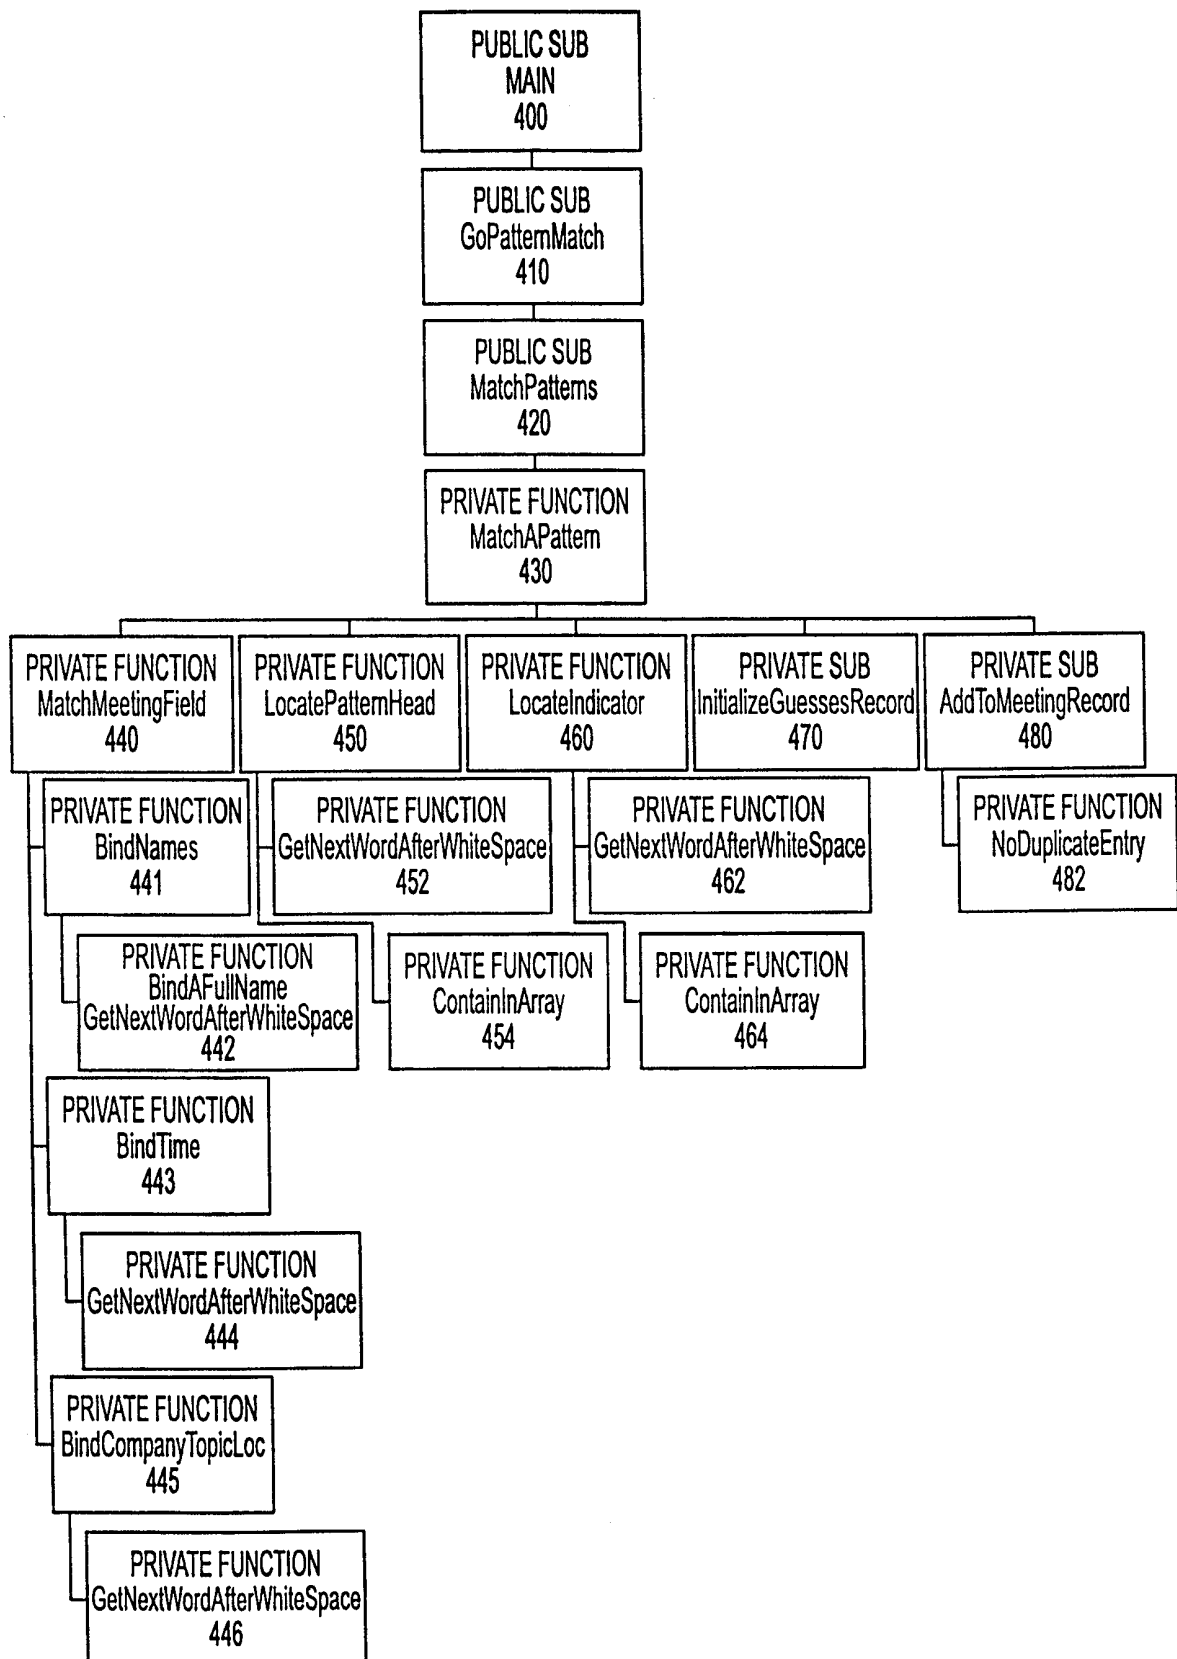 PUBLIC SUB
MAIN
400
PUBLIC SUB
GoPatternMatch
410
PUBLIC SUB
MatchPatterns
420
PRIVATE FUNCTION
MatchAPattern
430
PRIVATE FUNCTION
MatchMeetingField
440
PRIVATE FUNCTION
LocatePatternHead
450
PRIVATE FUNCTION
LocateIndicator
460
PRIVATE SUB
InitializeGuessesRecord
470
PRIVATE SUB
AddToMeetingRecord
480
PRIVATE FUNCTION
BindNames
441
PRIVATE FUNCTION
GetNextWordAfterWhiteSpace
452
PRIVATE FUNCTION
GetNextWordAfterWhiteSpace
462
PRIVATE FUNCTION
NoDuplicateEntry
482
PRIVATE FUNCTION
BindAFullName
GetNextWordAfterWhiteSpace
442
PRIVATE FUNCTION
ContainInArray
454
PRIVATE FUNCTION
ContainInArray
464
PRIVATE FUNCTION
BindTime
443
PRIVATE FUNCTION
GetNextWordAfterWhiteSpace
444
PRIVATE FUNCTION
BindCompanyTopicLoc
445
PRIVATE FUNCTION
GetNextWordAfterWhiteSpace
446